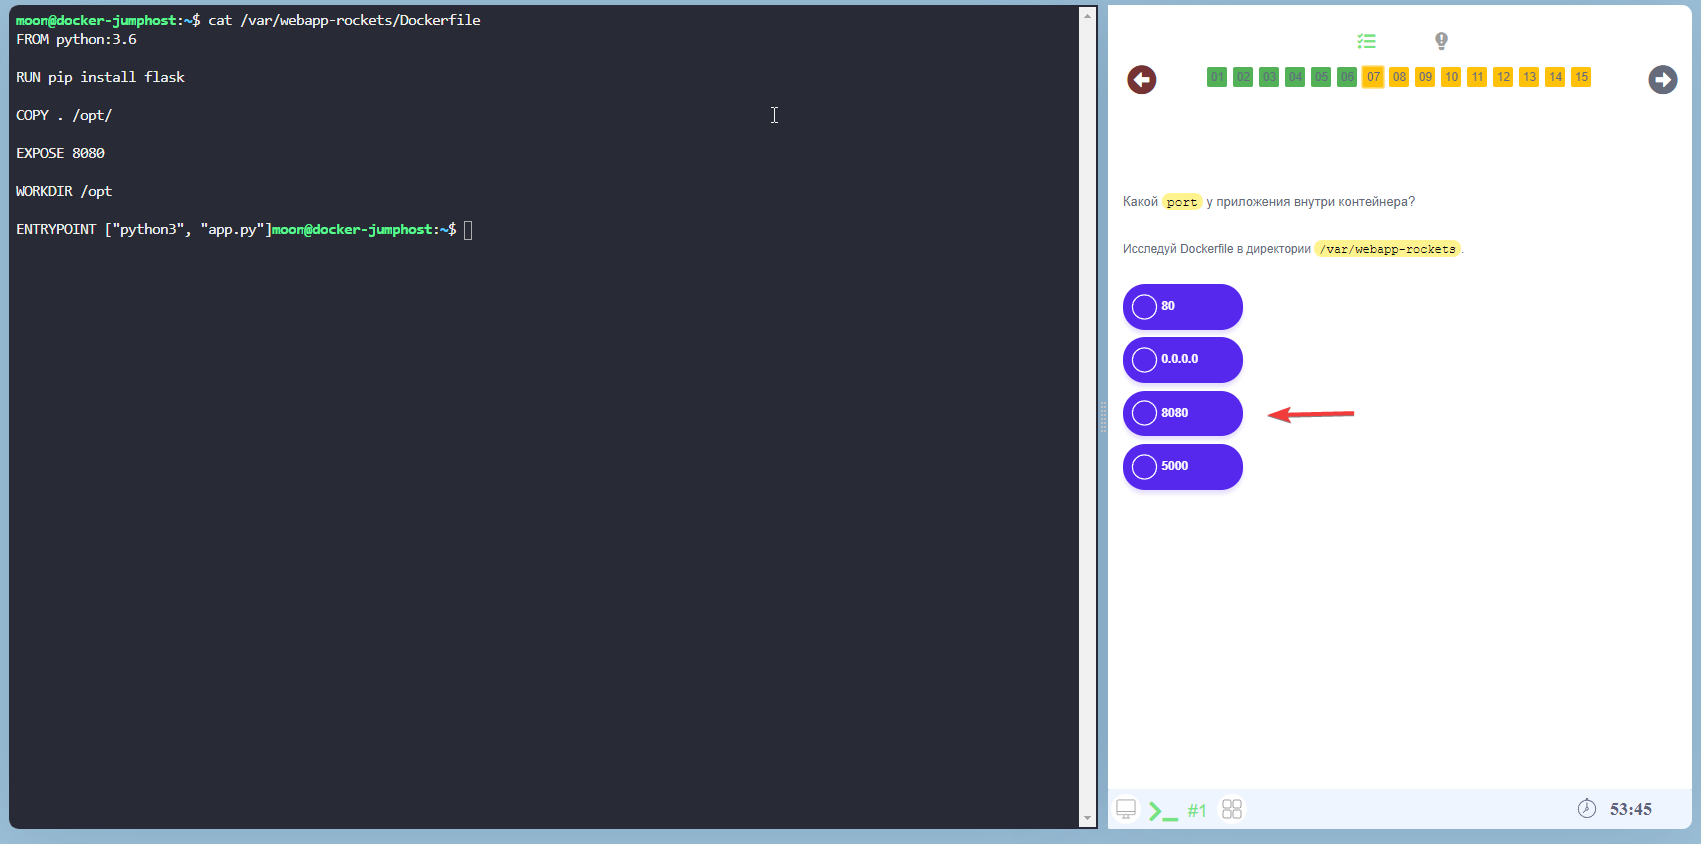 moon@docker-jumphost:~$ cat /var/webapp-rockets/Dockerfile
FROM python:3.6
RUN pip install flask
COPY . /opt/
EXPOSE 8080
WORKDIR /opt
ENTRYPOINT ["python3", "app.py"]moon@docker-jumphost:~$
01 02 03 04 05 06 07 08 09 10 11 12 13 14 15
Какой port у приложения внутри контейнера?
Исследуй Dockerfile в директории /var/webapp-rockets.
80
0.0.0.0
8080
5000
#1
53:45